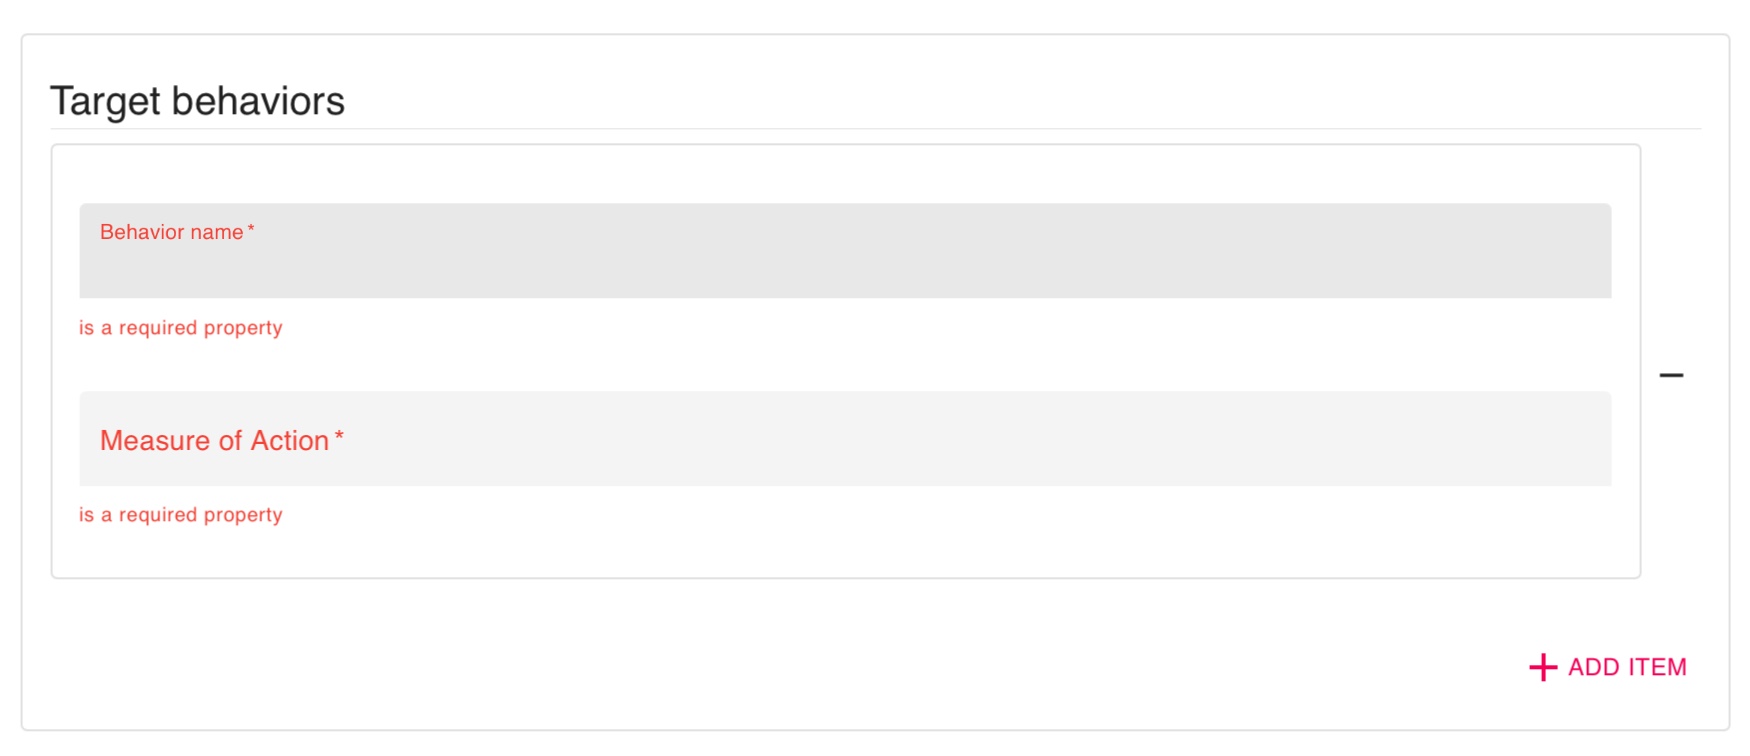 Target behaviors
Behavior name *
is a required property
Measure of Action *
is a required property
ADD ITEM